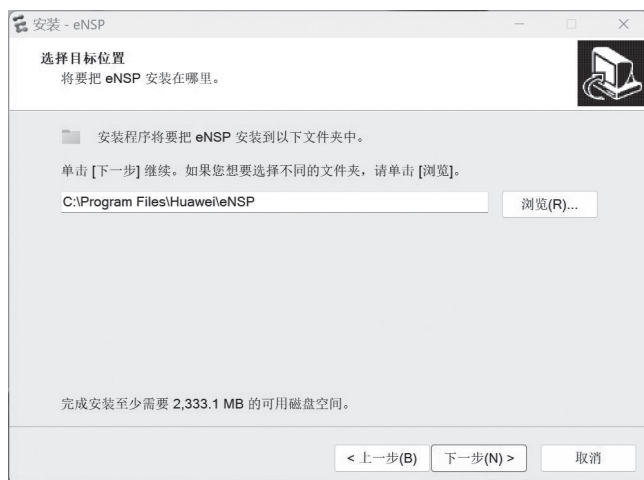 安装 - eNSP
选择目标位置
将要把 eNSP 安装在哪里。
安装程序将要把 eNSP 安装到以下文件夹中。
单击 [下一步] 继续。如果您想要选择不同的文件夹，请单击 [浏览]。
C:\Program Files\Huawei\eNSP
浏览(R)...
完成安装至少需要 2,333.1 MB 的可用磁盘空间。
< 上一步(B)
下一步(N) >
取消